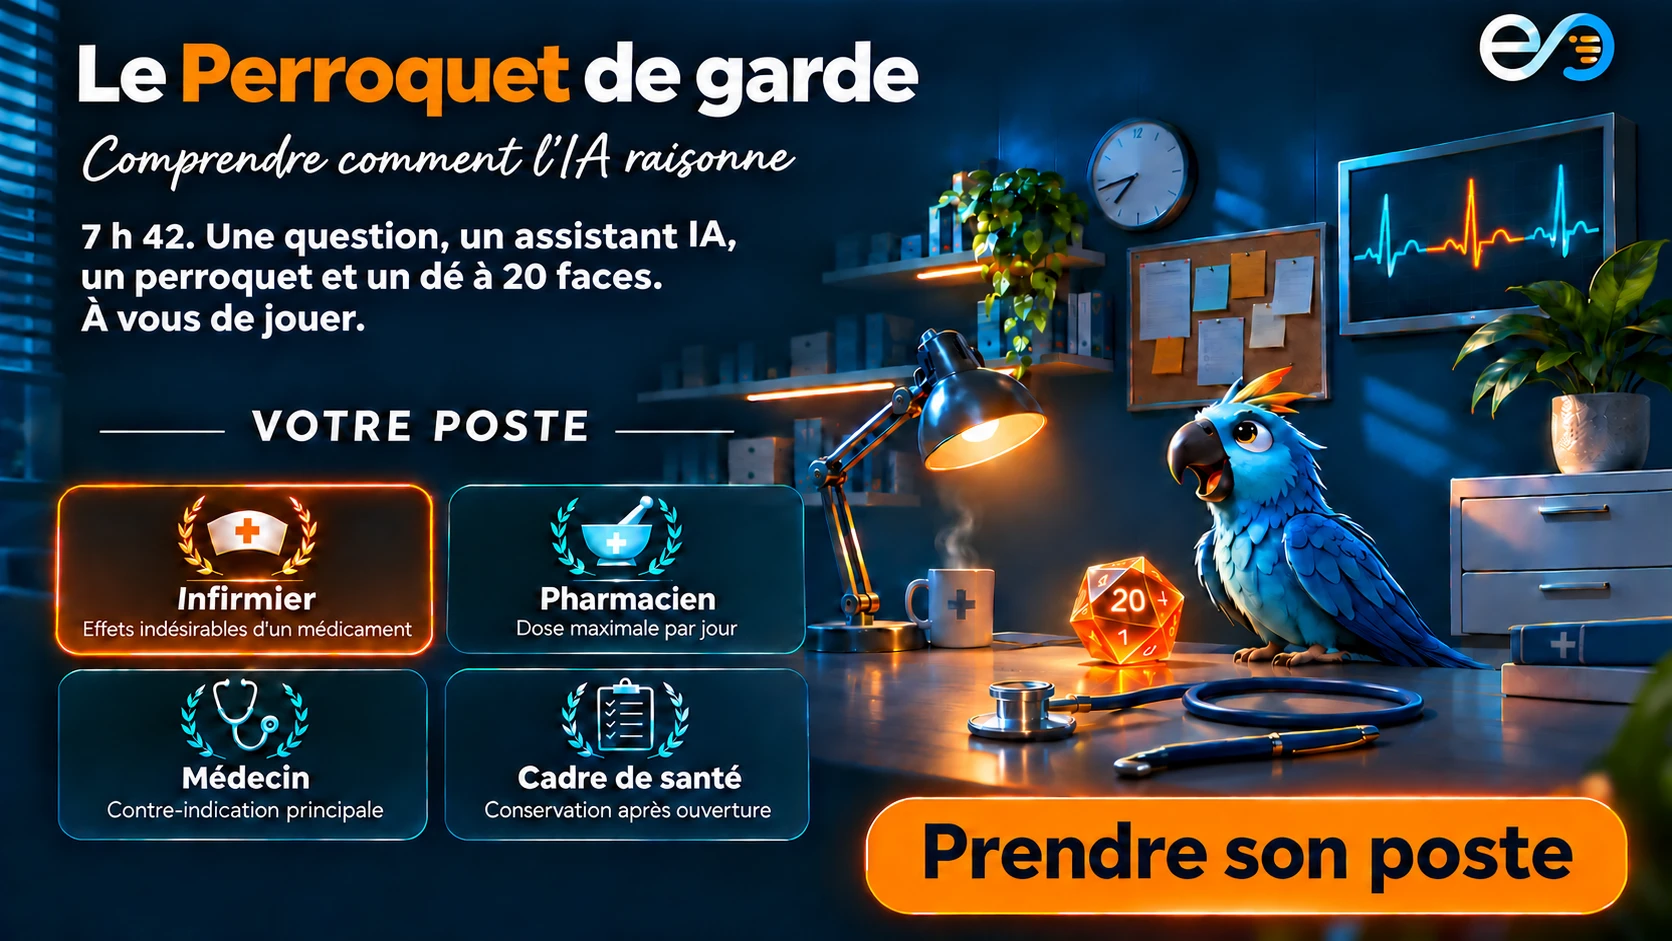 Le Perroquet de garde
Comprendre comment l'IA raisonne
7 h 42. Une question, un assistant IA,
un perroquet et un dé à 20 faces.
À vous de jouer.
VOTRE POSTE
Infirmier
Effets indésirables d'un médicament
Pharmacien
Dose maximale par jour
Médecin
Contre-indication principale
Cadre de santé
Conservation après ouverture
12
20
1
Prendre son poste